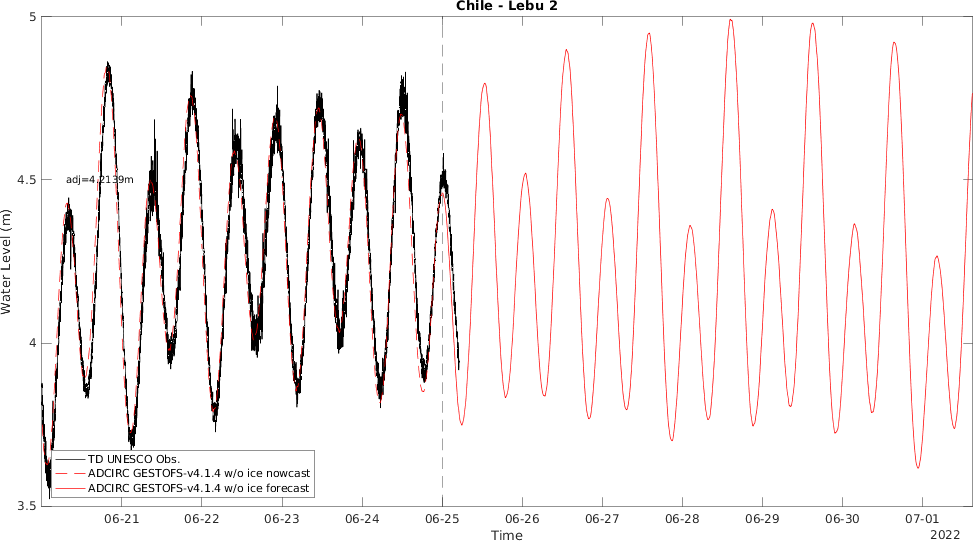 Chile - Lebu 2
5
4.5
4
3.5
Water Level (m)
adj=4.2139m
TD UNESCO Obs.
ADCIRC GESTOFS-v4.1.4 w/o ice nowcast
ADCIRC GESTOFS-v4.1.4 w/o ice forecast
06-21 06-22 06-23 06-24 06-25 06-26 06-27 06-28 06-29 06-30 07-01
Time
2022